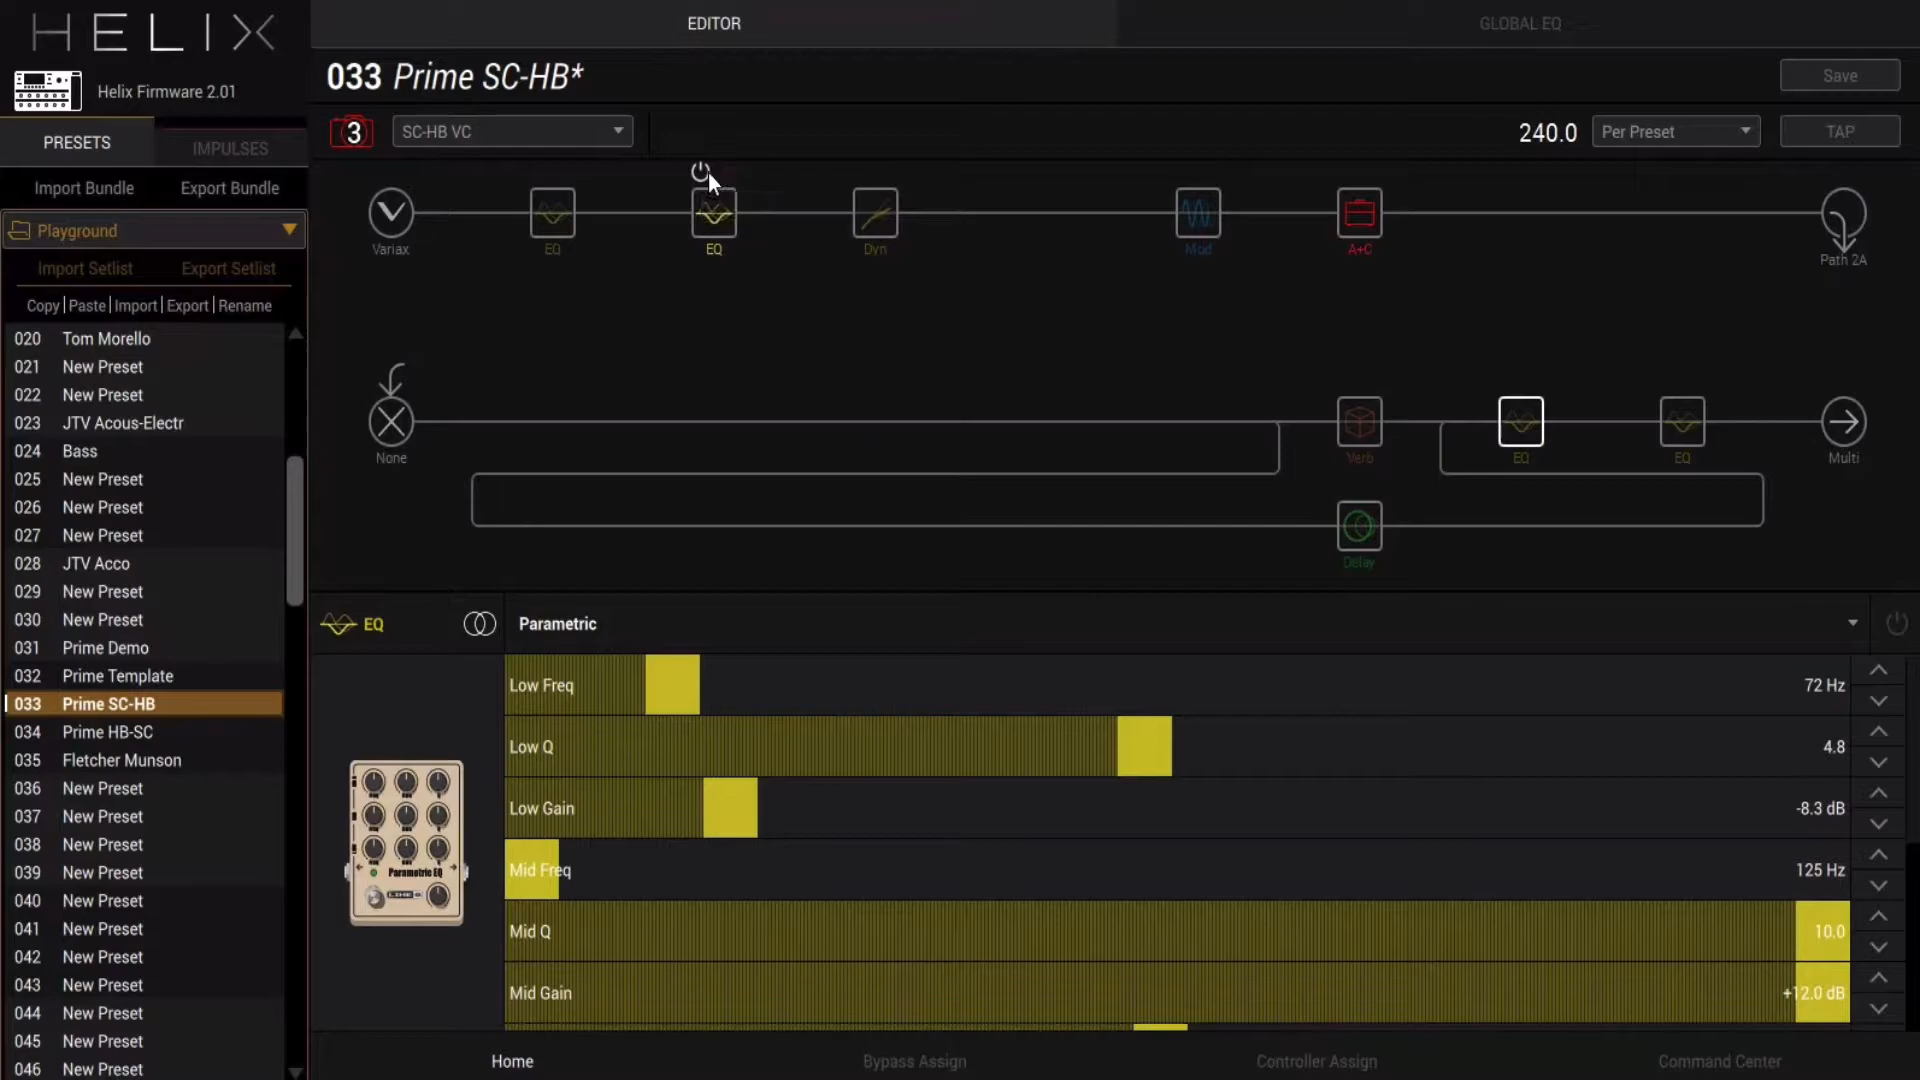 HELIX
Helix Firmware 2.01
PRESETS
IMPULSES
Import Bundle
Export Bundle
Playground
Import Setlist
Export Setlist
Copy|Paste|Import|Export|Rename
020 Tom Morello
021 New Preset
022 New Preset
023 JTV Acous-Electr
024 Bass
025 New Preset
026 New Preset
027 New Preset
028 JTV Acco
029 New Preset
030 New Preset
031 Prime Demo
032 Prime Template
033 Prime SC-HB
034 Prime HB-SC
035 Fletcher Munson
036 New Preset
037 New Preset
038 New Preset
039 New Preset
040 New Preset
041 New Preset
042 New Preset
043 New Preset
044 New Preset
045 New Preset
046 New Preset
EDITOR
GLOBAL EQ
033 Prime SC-HB*
Save
3
SC-HB VC
240.0
Per Preset
TAP
Variax
EQ
EQ
Dyn
Mod
A+C
Path 2A
None
Verb
EQ
EQ
Multi
Delay
EQ
Parametric
Low Freq 72 Hz
Low Q 4.8
Low Gain -8.3 dB
Mid Freq 125 Hz
Mid Q 10.0
Mid Gain +12.0 dB
Parametric EQ
Home
Bypass Assign
Controller Assign
Command Center